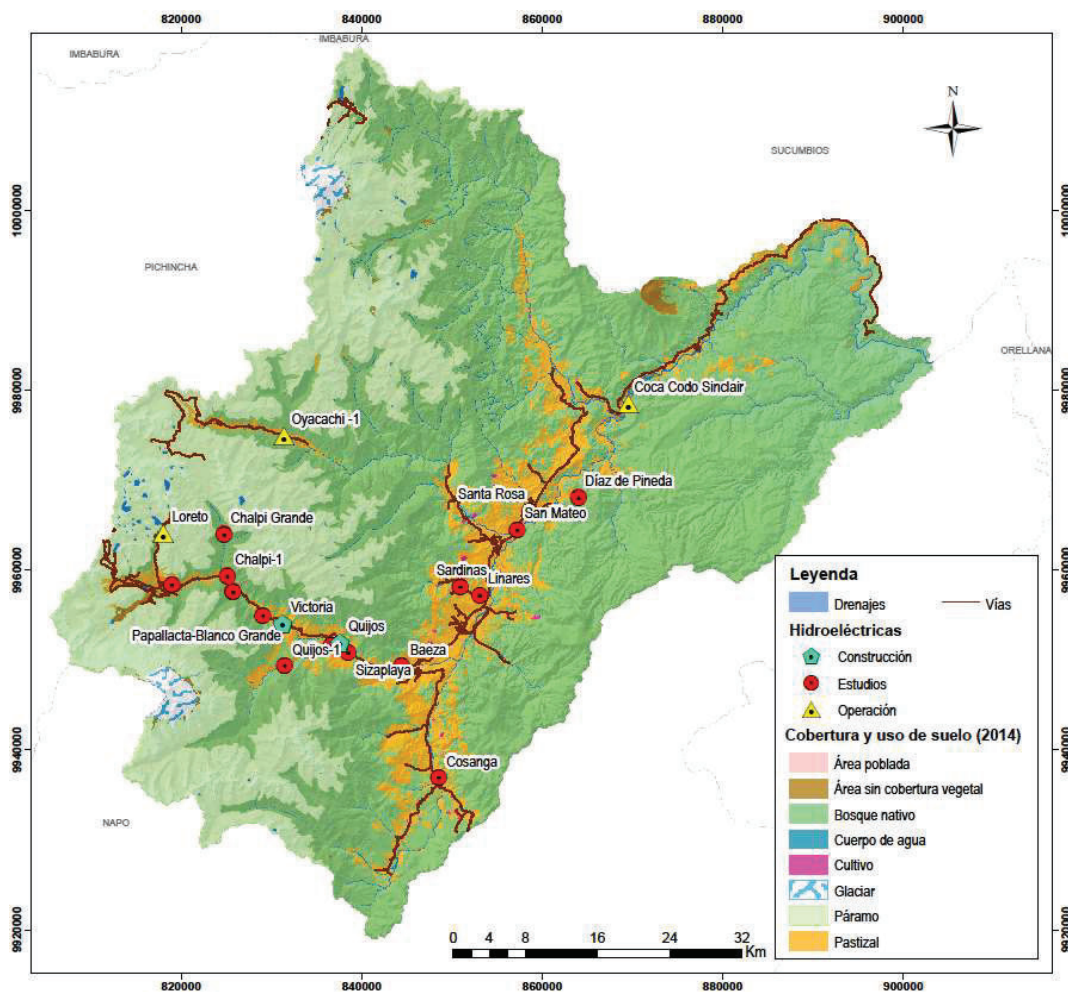 820000 840000 860000 880000 900000
IMBABURA
IMBABURA
N
SUCUMBIOS
10000000
10000000
PICHINCHA
ORELLANA
9980000
9980000
Coca Codo Sinclair
Oyacachi -1
Díaz de Pineda
Santa Rosa
San Mateo
Loreto
Chalpi Grande
9960000
9960000
Chalpi-1
Sardinas
Linares
Victoria
Papallacta-Blanco Grande
Quijos
Quijos-1
Baeza
Sizaplaya
9940000
9940000
Cosanga
NAPO
9920000
9920000
0 4 8 16 24 32
Km
Leyenda
Drenajes
Vías
Hidroeléctricas
Construcción
Estudios
Operación
Cobertura y uso de suelo (2014)
Área poblada
Área sin cobertura vegetal
Bosque nativo
Cuerpo de agua
Cultivo
Glaciar
Páramo
Pastizal
820000 840000 860000 880000 900000